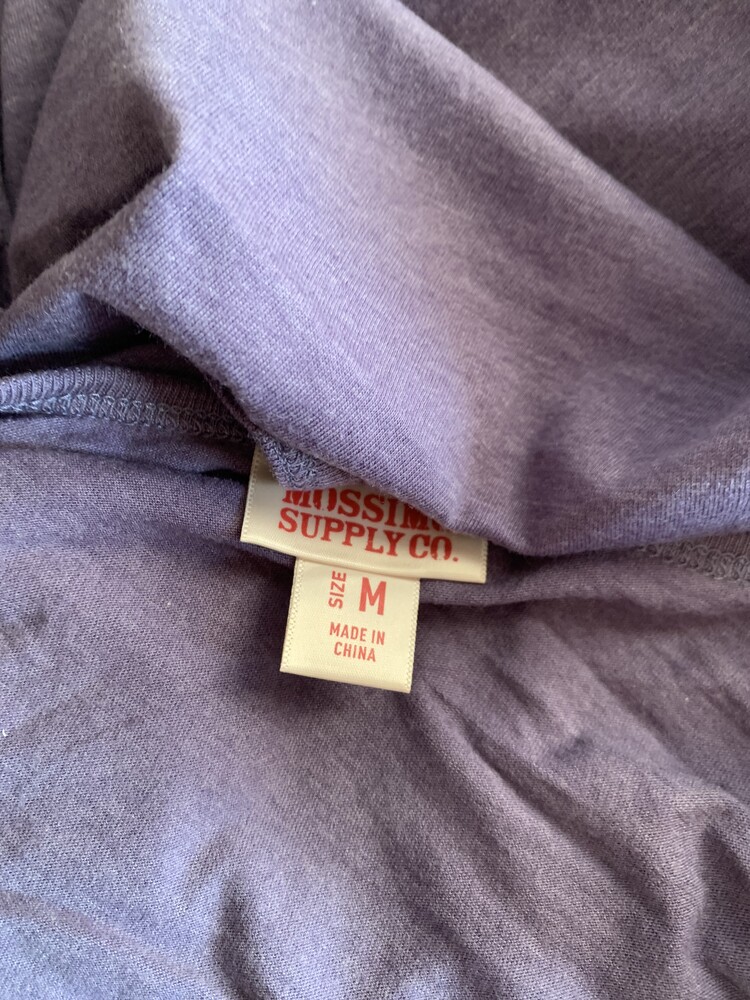 MOSSIMO
SUPPLY CO.
SIZE M
MADE IN
CHINA